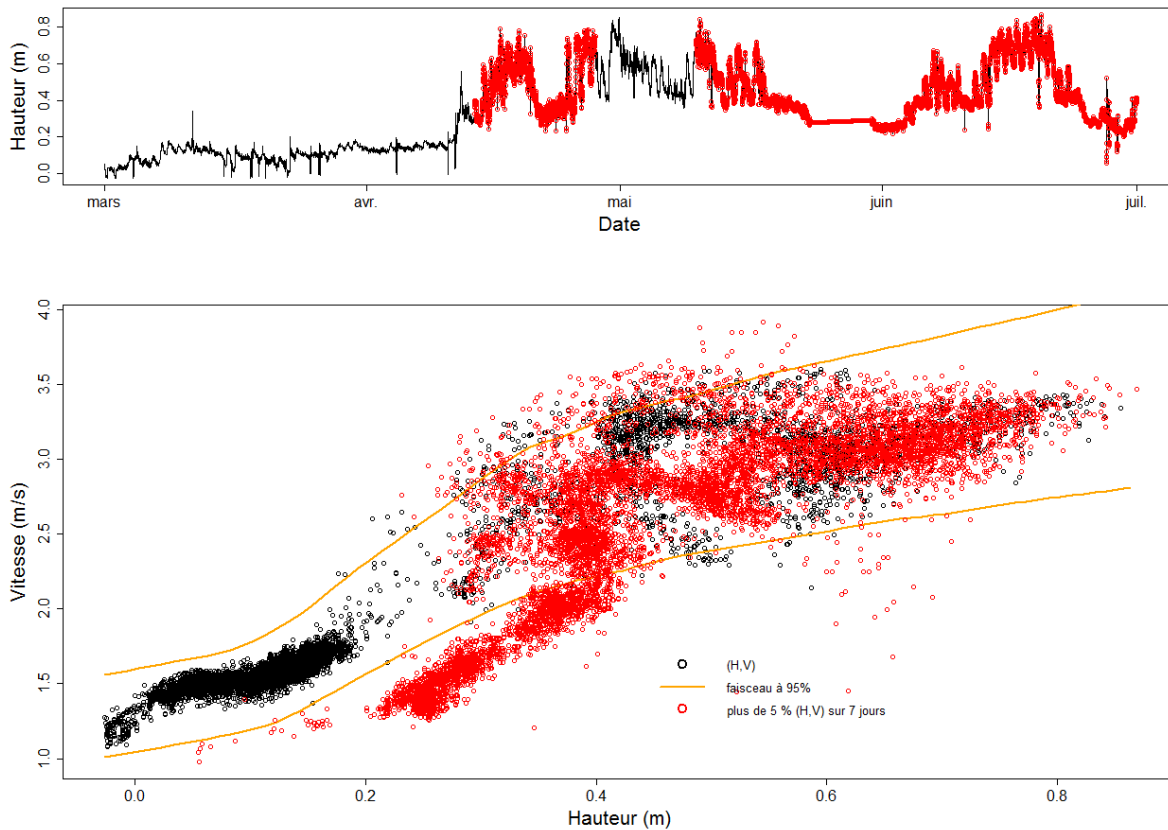 0.8
0.6
0.4
0.2
0.0
Hauteur (m)
mars
avr.
mai
juin
juil.
Date
4.0
3.5
3.0
2.5
2.0
1.5
1.0
Vitesse (m/s)
(H,V)
faisceau à 95%
plus de 5 % (H,V) sur 7 jours
0.0
0.2
0.4
0.6
0.8
Hauteur (m)